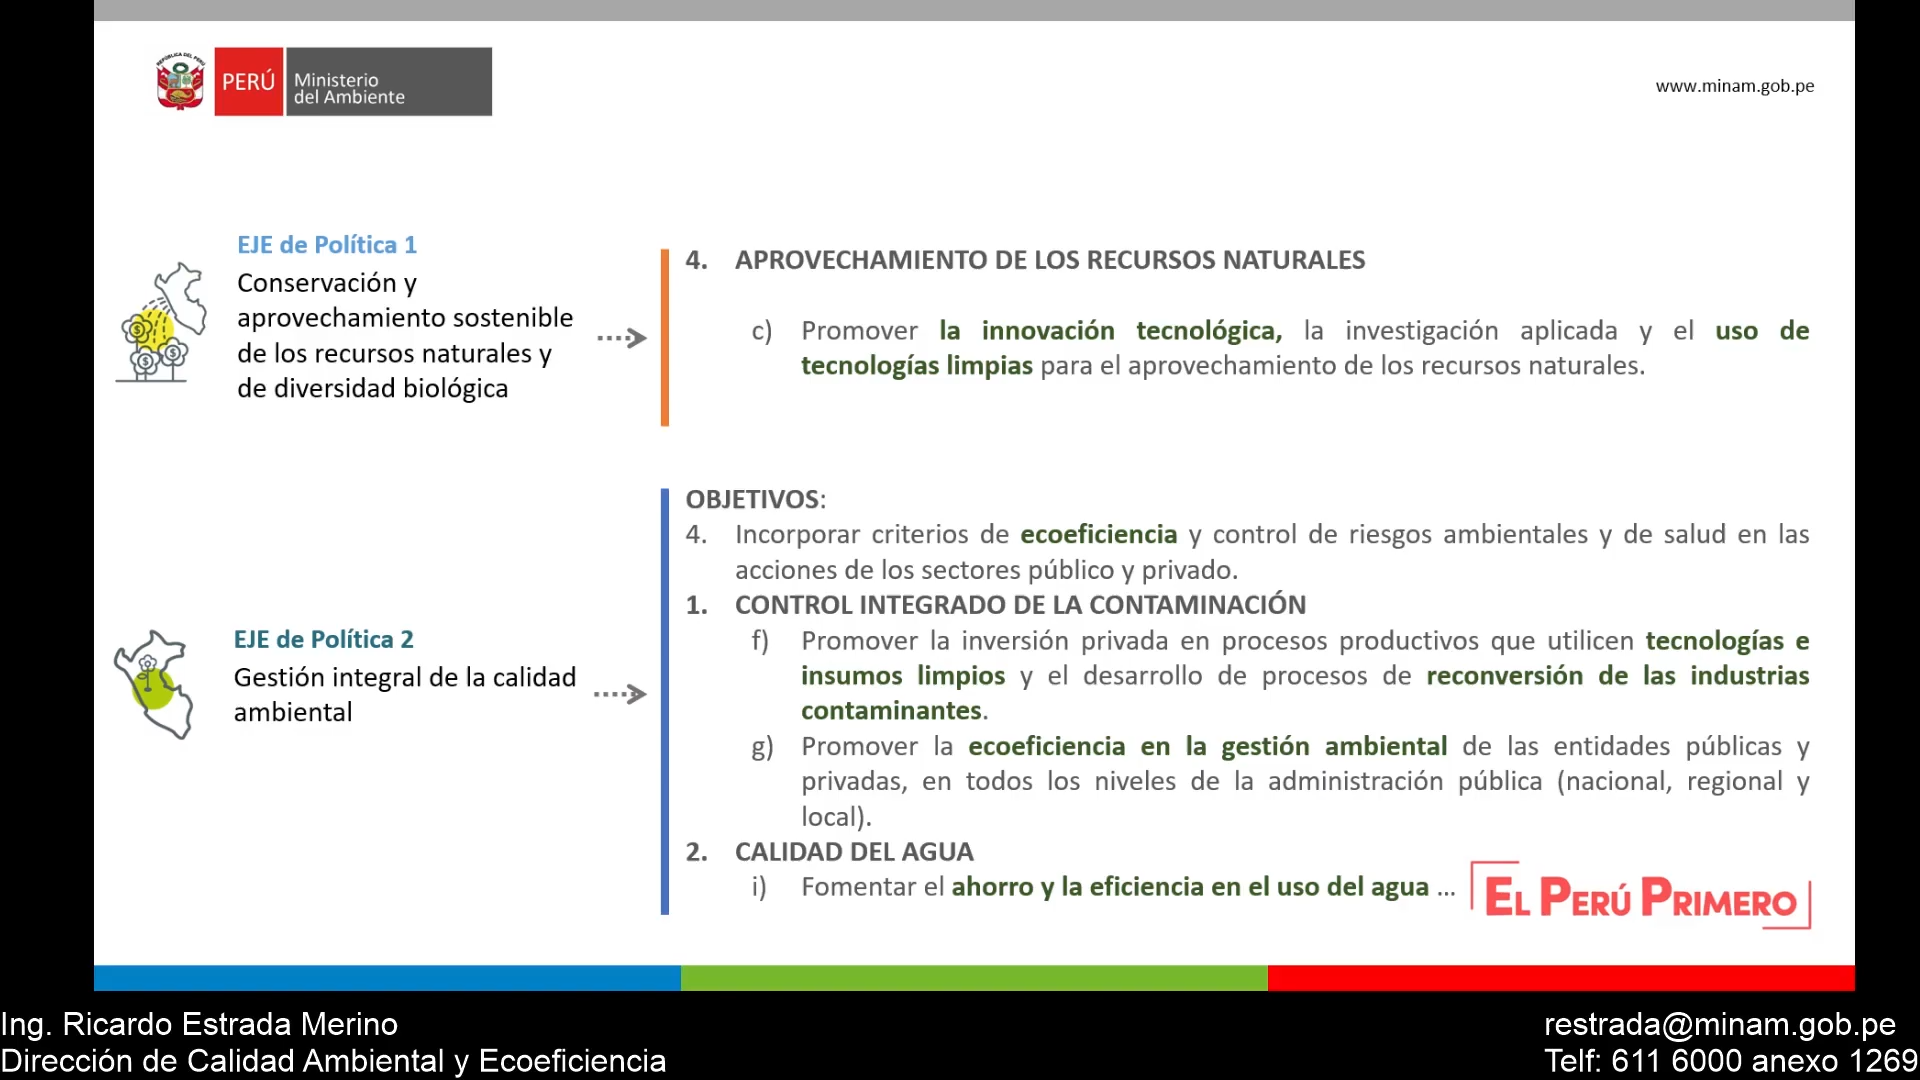 REPÚBLICA DEL PERÚ
PERÚ
Ministerio
del Ambiente
www.minam.gob.pe
EJE de Política 1
Conservación y
aprovechamiento sostenible
de los recursos naturales y
de diversidad biológica
4. APROVECHAMIENTO DE LOS RECURSOS NATURALES
c) Promover la innovación tecnológica, la investigación aplicada y el uso de
tecnologías limpias para el aprovechamiento de los recursos naturales.
EJE de Política 2
Gestión integral de la calidad
ambiental
OBJETIVOS:
4. Incorporar criterios de ecoeficiencia y control de riesgos ambientales y de salud en las
acciones de los sectores público y privado.
1. CONTROL INTEGRADO DE LA CONTAMINACIÓN
f) Promover la inversión privada en procesos productivos que utilicen tecnologías e
insumos limpios y el desarrollo de procesos de reconversión de las industrias
contaminantes.
g) Promover la ecoeficiencia en la gestión ambiental de las entidades públicas y
privadas, en todos los niveles de la administración pública (nacional, regional y
local).
2. CALIDAD DEL AGUA
i) Fomentar el ahorro y la eficiencia en el uso del agua ...
EL PERÚ PRIMERO
Ing. Ricardo Estrada Merino
Dirección de Calidad Ambiental y Ecoeficiencia
restrada@minam.gob.pe
Telf: 611 6000 anexo 1269